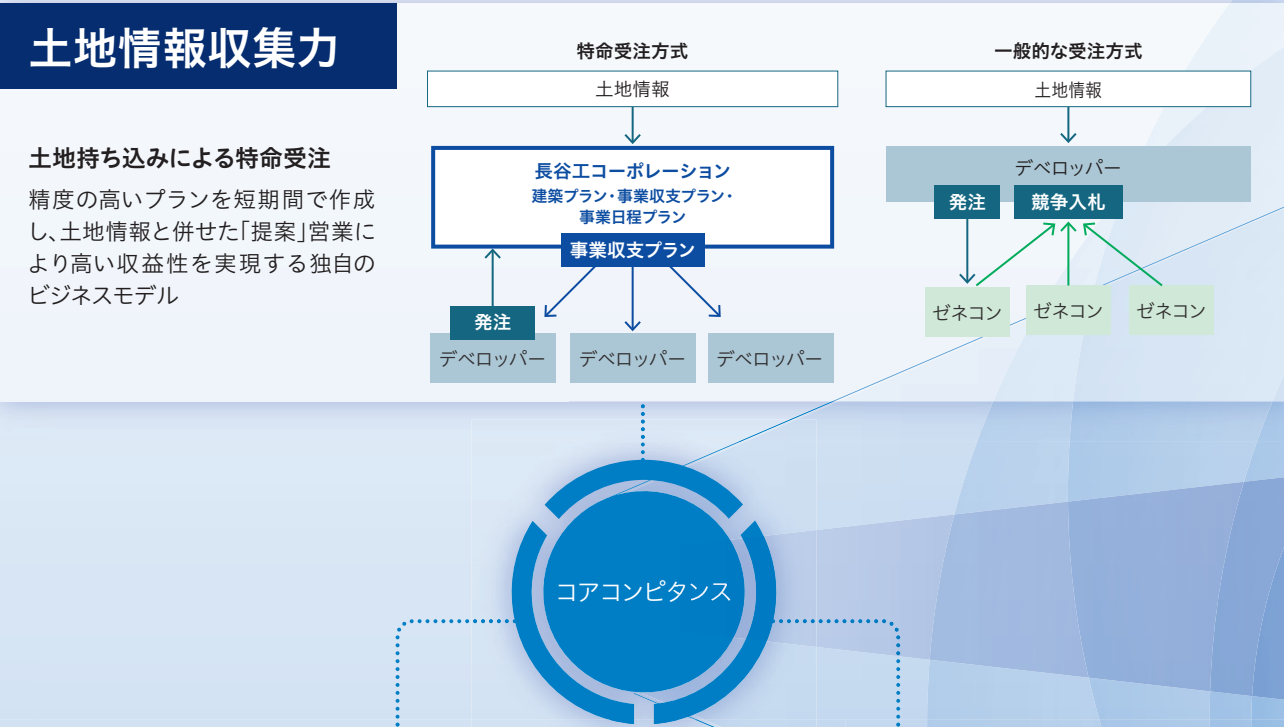 土地情報収集力
土地持ち込みによる特命受注
精度の高いプランを短期間で作成
し、土地情報と併せた「提案」営業に
より高い収益性を実現する独自の
ビジネスモデル
特命受注方式
土地情報
長谷工コーポレーション
建築プラン・事業収支プラン・
事業日程プラン
事業収支プラン
発注
デベロッパー
デベロッパー
デベロッパー
一般的な受注方式
土地情報
デベロッパー
発注
競争入札
ゼネコン
ゼネコン
ゼネコン
コアコンピタンス